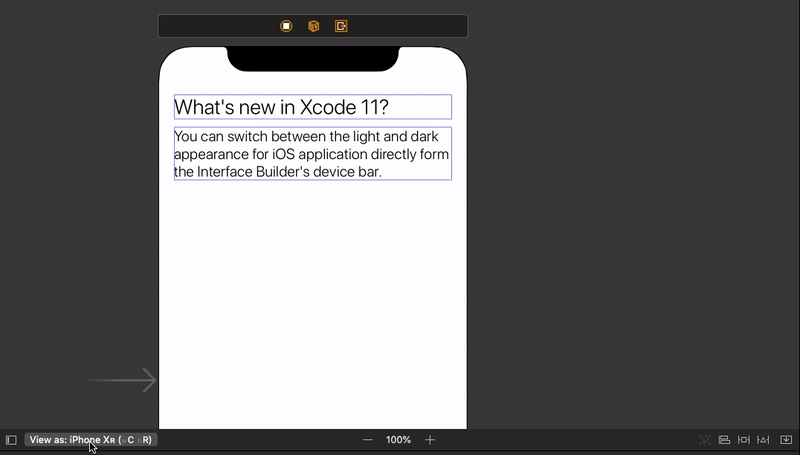 What's new in Xcode 11?
You can switch between the light and dark
appearance for iOS application directly form
the Interface Builder's device bar.
View as: iPhone XR (wC hR)
100%